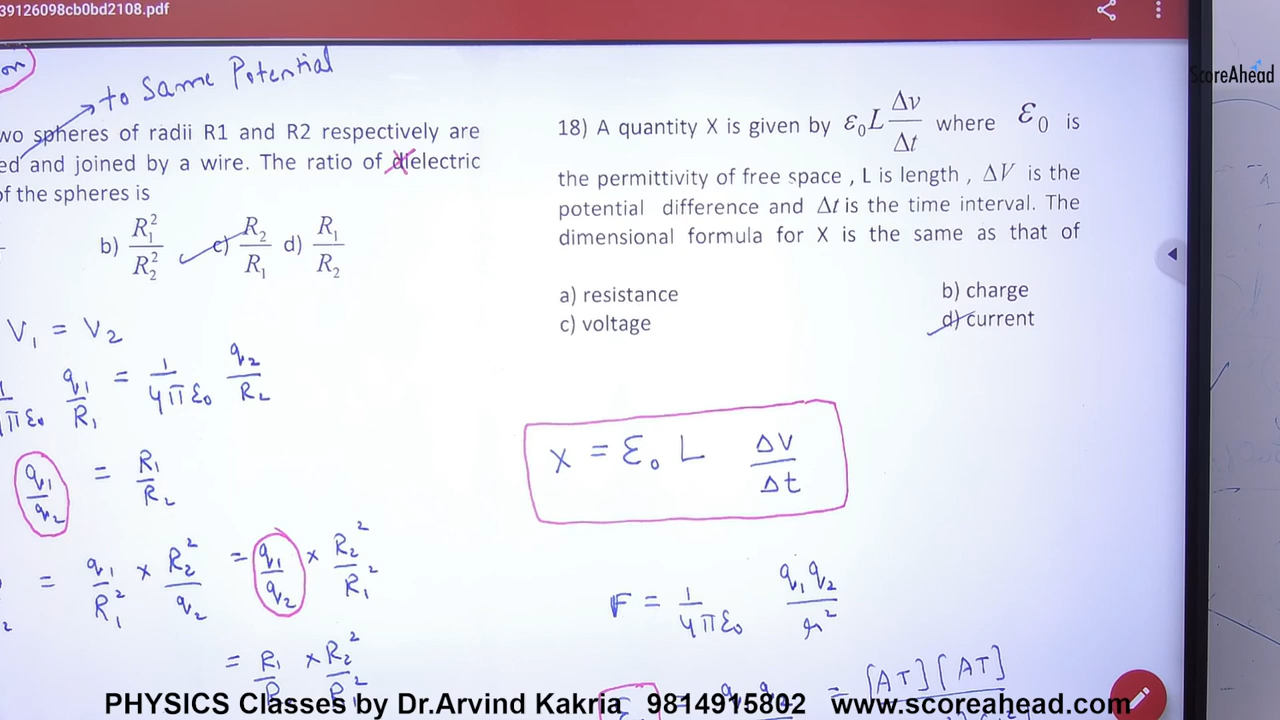 39126098cb0bd2108.pdf
ScoreAhead
on
to Same Potential
wo spheres of radii R1 and R2 respectively are
ed and joined by a wire. The ratio of dielectric
of the spheres is
b) R₁²/R₂² c) R₂/R₁ d) R₁/R₂
V₁ = V₂
1/4πε₀ q₁/R₁ = 1/4πε₀ q₂/R₂
q₁/q₂ = R₁/R₂
= q₁/R₁² × R₂²/q₂ = q₁/q₂ × R₂²/R₁²
= R₁/R × R₂²/R₁²
18) A quantity X is given by ε₀L Δv/Δt where ε₀ is
the permittivity of free space , L is length , ΔV is the
potential difference and Δt is the time interval. The
dimensional formula for X is the same as that of
a) resistance b) charge
c) voltage d) current
X = ε₀ L ΔV/Δt
F = 1/4πε₀ q₁q₂/r²
= [AT][AT]
PHYSICS Classes by Dr.Arvind Kakria 9814915802 www.scoreahead.com